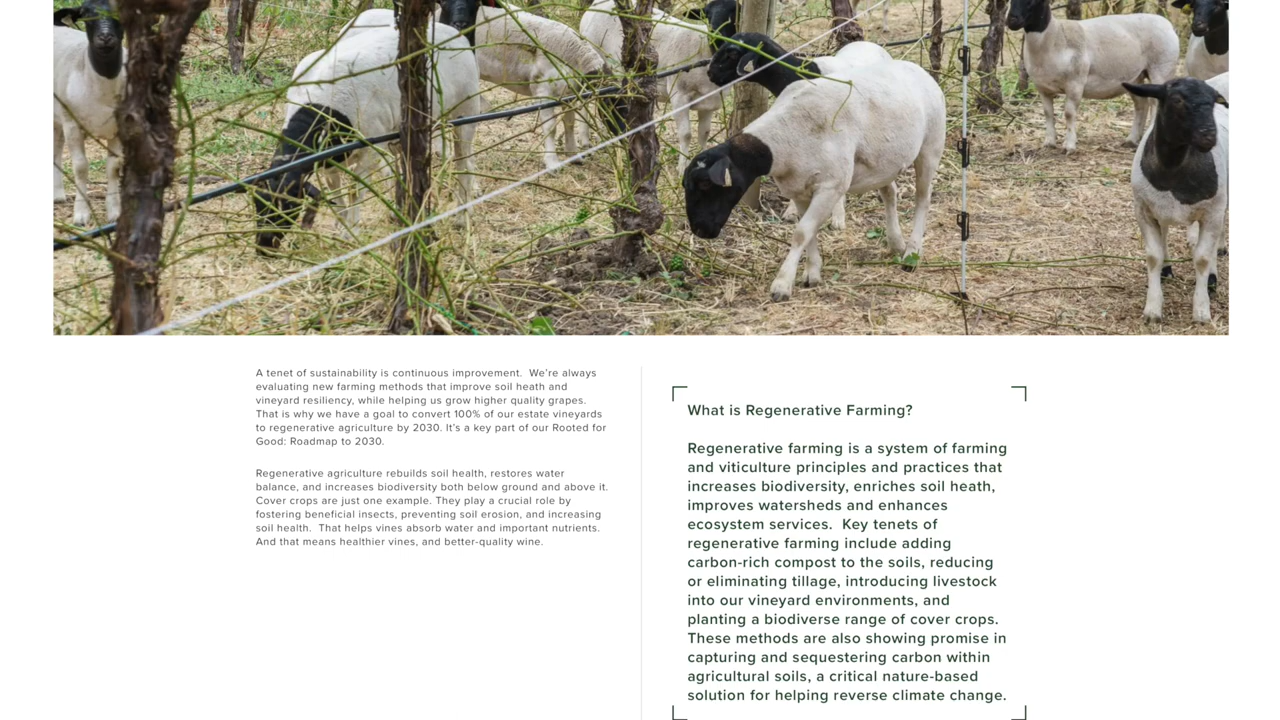 A tenet of sustainability is continuous improvement.  We're always
evaluating new farming methods that improve soil heath and
vineyard resiliency, while helping us grow higher quality grapes.
That is why we have a goal to convert 100% of our estate vineyards
to regenerative agriculture by 2030. It's a key part of our Rooted for
Good: Roadmap to 2030.
Regenerative agriculture rebuilds soil health, restores water
balance, and increases biodiversity both below ground and above it.
Cover crops are just one example. They play a crucial role by
fostering beneficial insects, preventing soil erosion, and increasing
soil health.  That helps vines absorb water and important nutrients.
And that means healthier vines, and better-quality wine.
What is Regenerative Farming?
Regenerative farming is a system of farming
and viticulture principles and practices that
increases biodiversity, enriches soil heath,
improves watersheds and enhances
ecosystem services.  Key tenets of
regenerative farming include adding
carbon-rich compost to the soils, reducing
or eliminating tillage, introducing livestock
into our vineyard environments, and
planting a biodiverse range of cover crops.
These methods are also showing promise in
capturing and sequestering carbon within
agricultural soils, a critical nature-based
solution for helping reverse climate change.